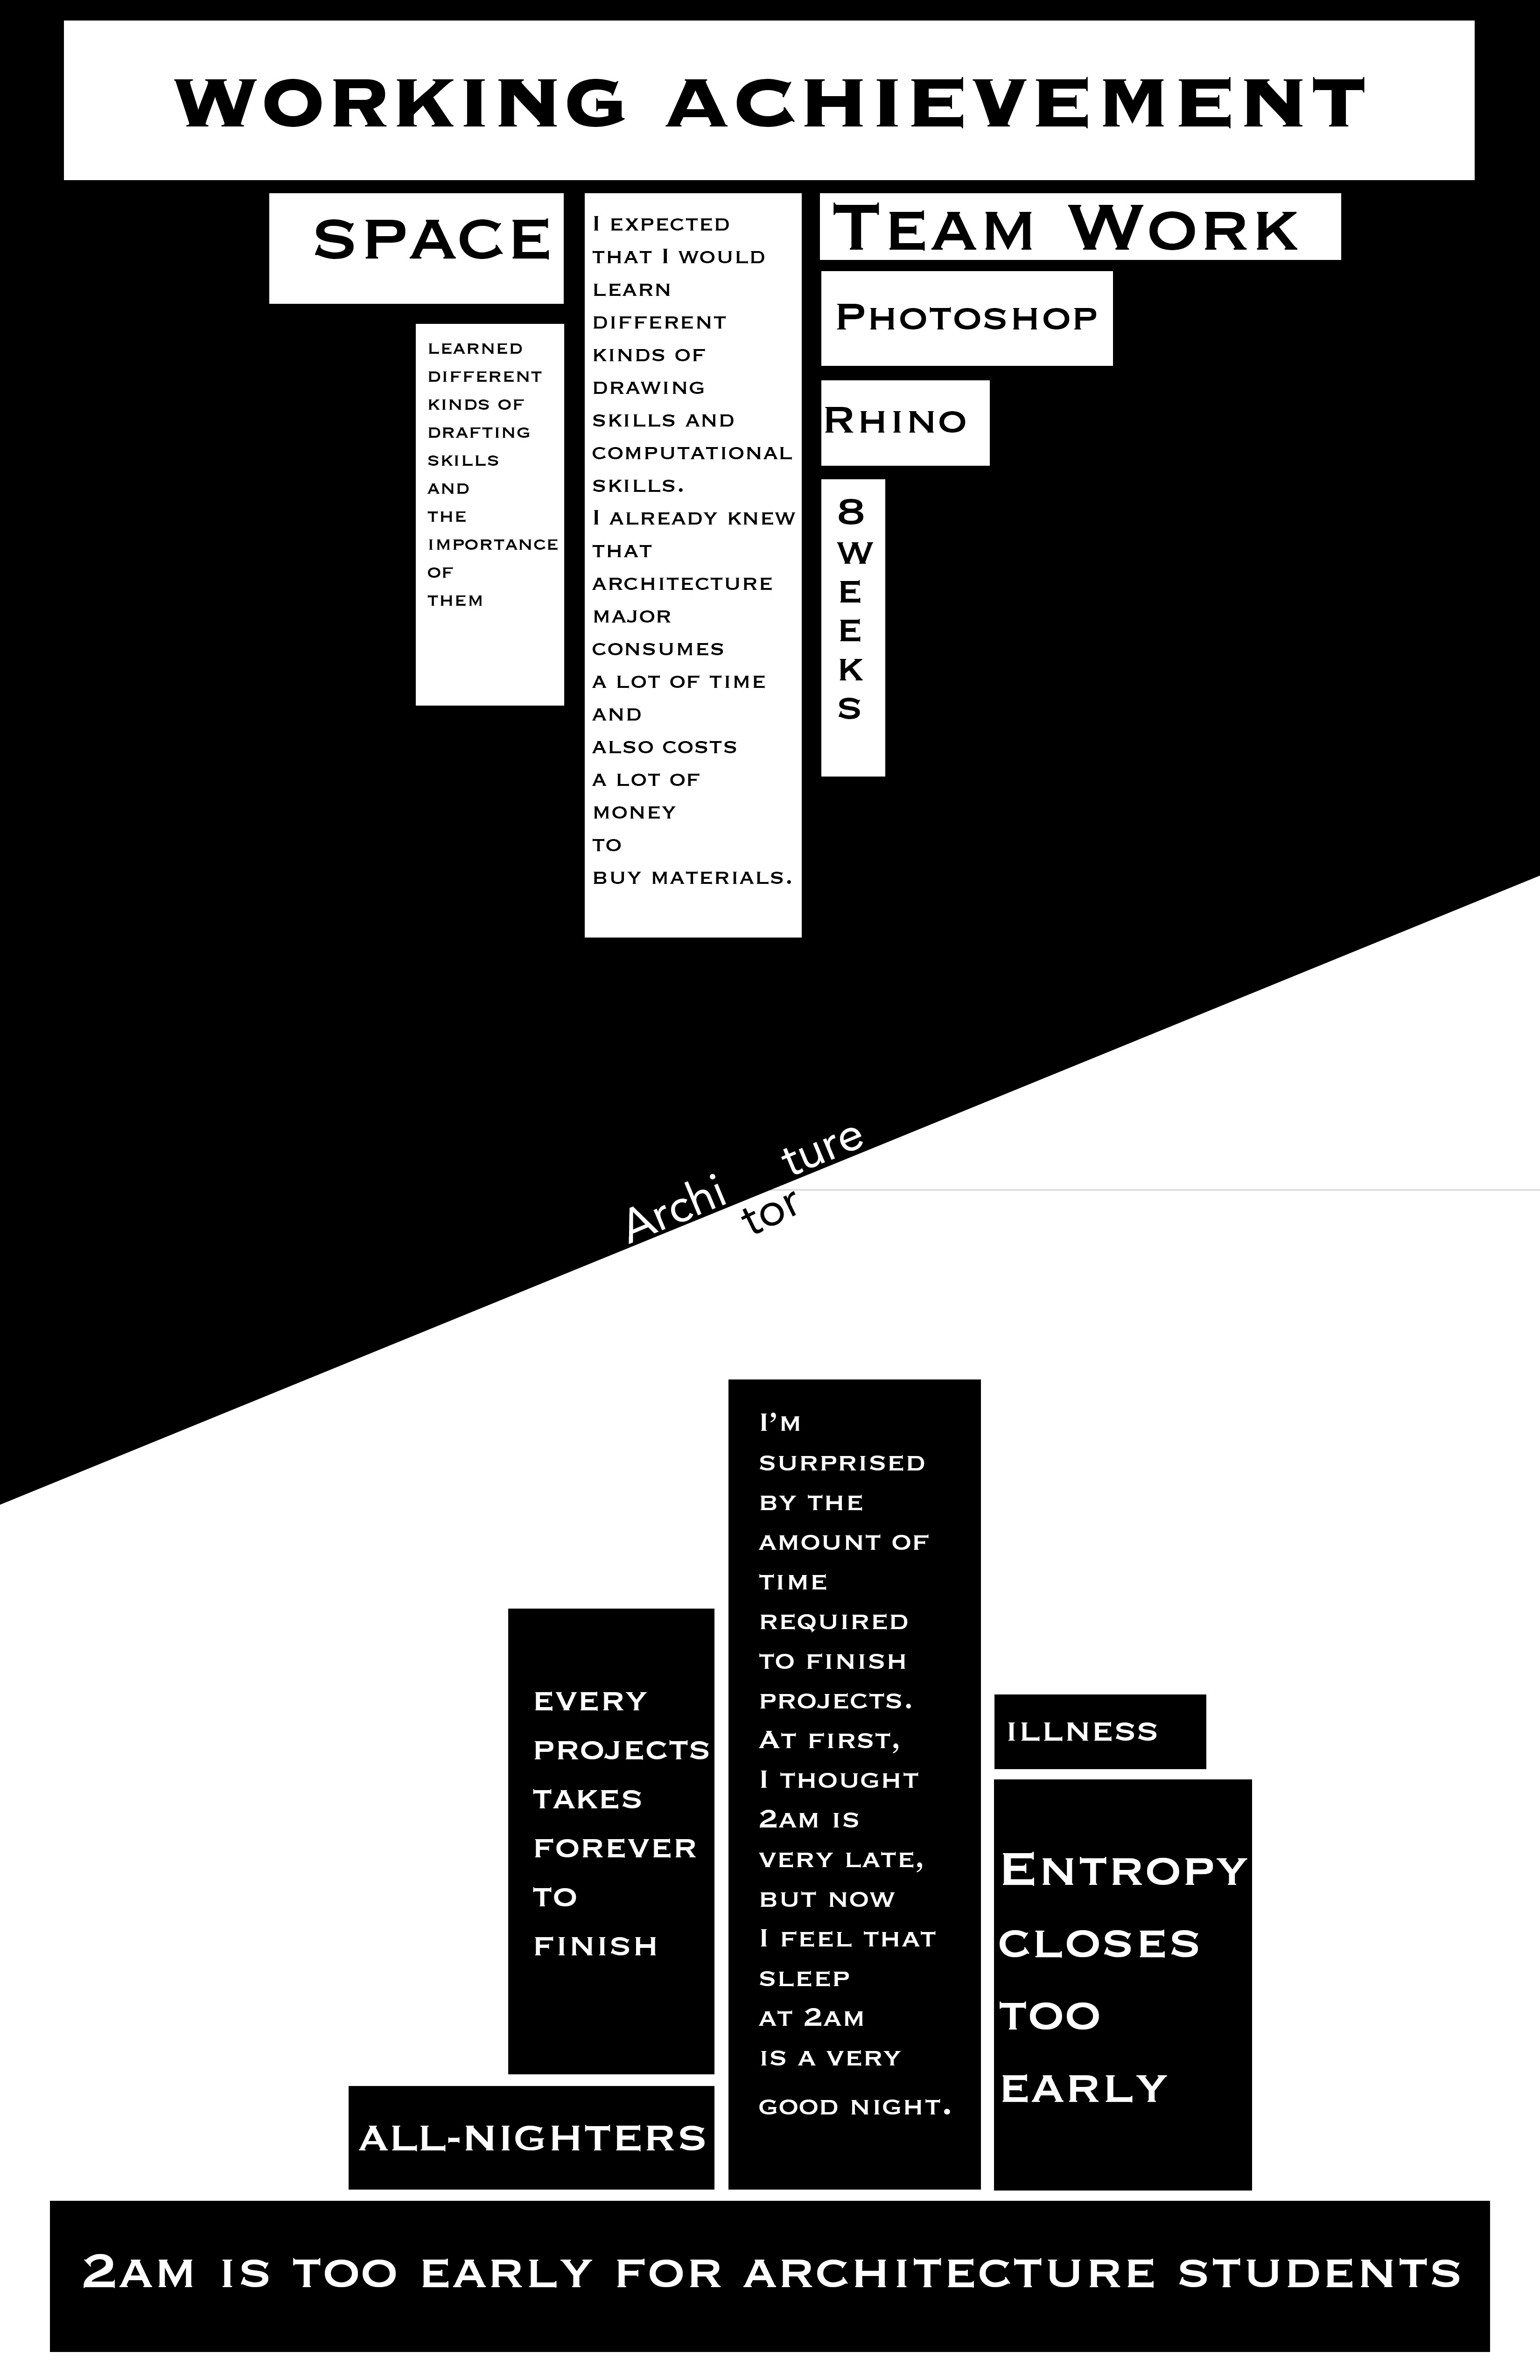 WORKING ACHIEVEMENT
SPACE
LEARNED
DIFFERENT
KINDS OF
DRAFTING
SKILLS
AND
THE
IMPORTANCE
OF
THEM
I EXPECTED
THAT I WOULD
LEARN
DIFFERENT
KINDS OF
DRAWING
SKILLS AND
COMPUTATIONAL
SKILLS.
I ALREADY KNEW
THAT
ARCHITECTURE
MAJOR
CONSUMES
A LOT OF TIME
AND
ALSO COSTS
A LOT OF
MONEY
TO
BUY MATERIALS.
TEAM WORK
PHOTOSHOP
RHINO
8
W
E
E
K
S
Archi ture
tor
EVERY
PROJECTS
TAKES
FOREVER
TO
FINISH
ALL-NIGHTERS
I'M
SURPRISED
BY THE
AMOUNT OF
TIME
REQUIRED
TO FINISH
PROJECTS.
AT FIRST,
I THOUGHT
2AM IS
VERY LATE,
BUT NOW
I FEEL THAT
SLEEP
AT 2AM
IS A VERY
GOOD NIGHT.
ILLNESS
ENTROPY
CLOSES
TOO
EARLY
2AM IS TOO EARLY FOR ARCHITECTURE STUDENTS